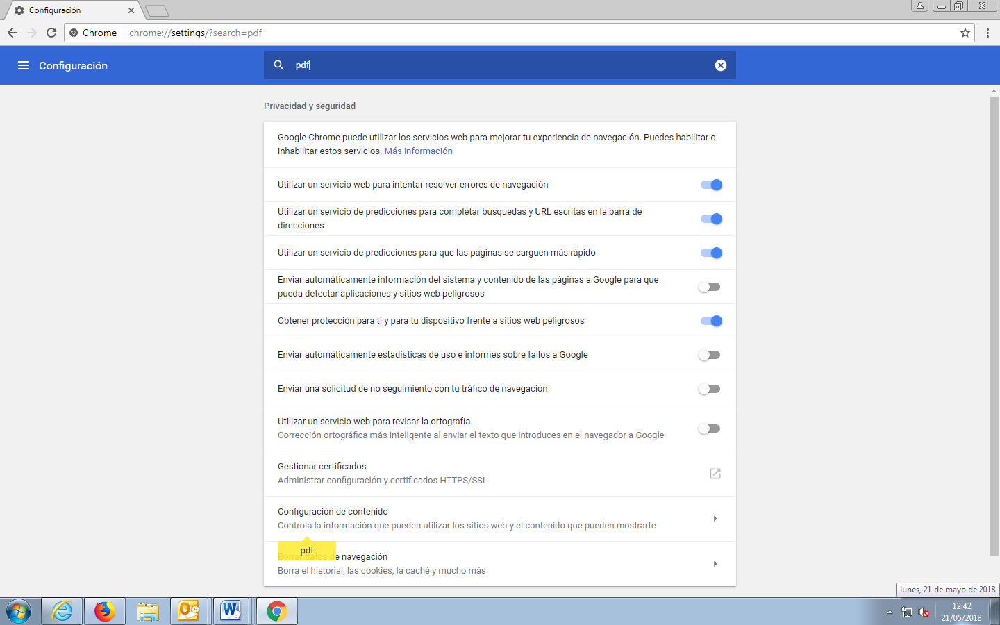 Configuración
Chrome
chrome://settings/?search=pdf
Configuración
pdf
Privacidad y seguridad
Google Chrome puede utilizar los servicios web para mejorar tu experiencia de navegación. Puedes habilitar o
inhabilitar estos servicios. Más información
Utilizar un servicio web para intentar resolver errores de navegación
Utilizar un servicio de predicciones para completar búsquedas y URL escritas en la barra de
direcciones
Utilizar un servicio de predicciones para que las páginas se carguen más rápido
Enviar automáticamente información del sistema y contenido de las páginas a Google para que
pueda detectar aplicaciones y sitios web peligrosos
Obtener protección para ti y para tu dispositivo frente a sitios web peligrosos
Enviar automáticamente estadísticas de uso e informes sobre fallos a Google
Enviar una solicitud de no seguimiento con tu tráfico de navegación
Utilizar un servicio web para revisar la ortografía
Corrección ortográfica más inteligente al enviar el texto que introduces en el navegador a Google
Gestionar certificados
Administrar configuración y certificados HTTPS/SSL
Configuración de contenido
Controla la información que pueden utilizar los sitios web y el contenido que pueden mostrarte
pdf
Borrar datos de navegación
Borra el historial, las cookies, la caché y mucho más
lunes, 21 de mayo de 2018
12:42
21/05/2018